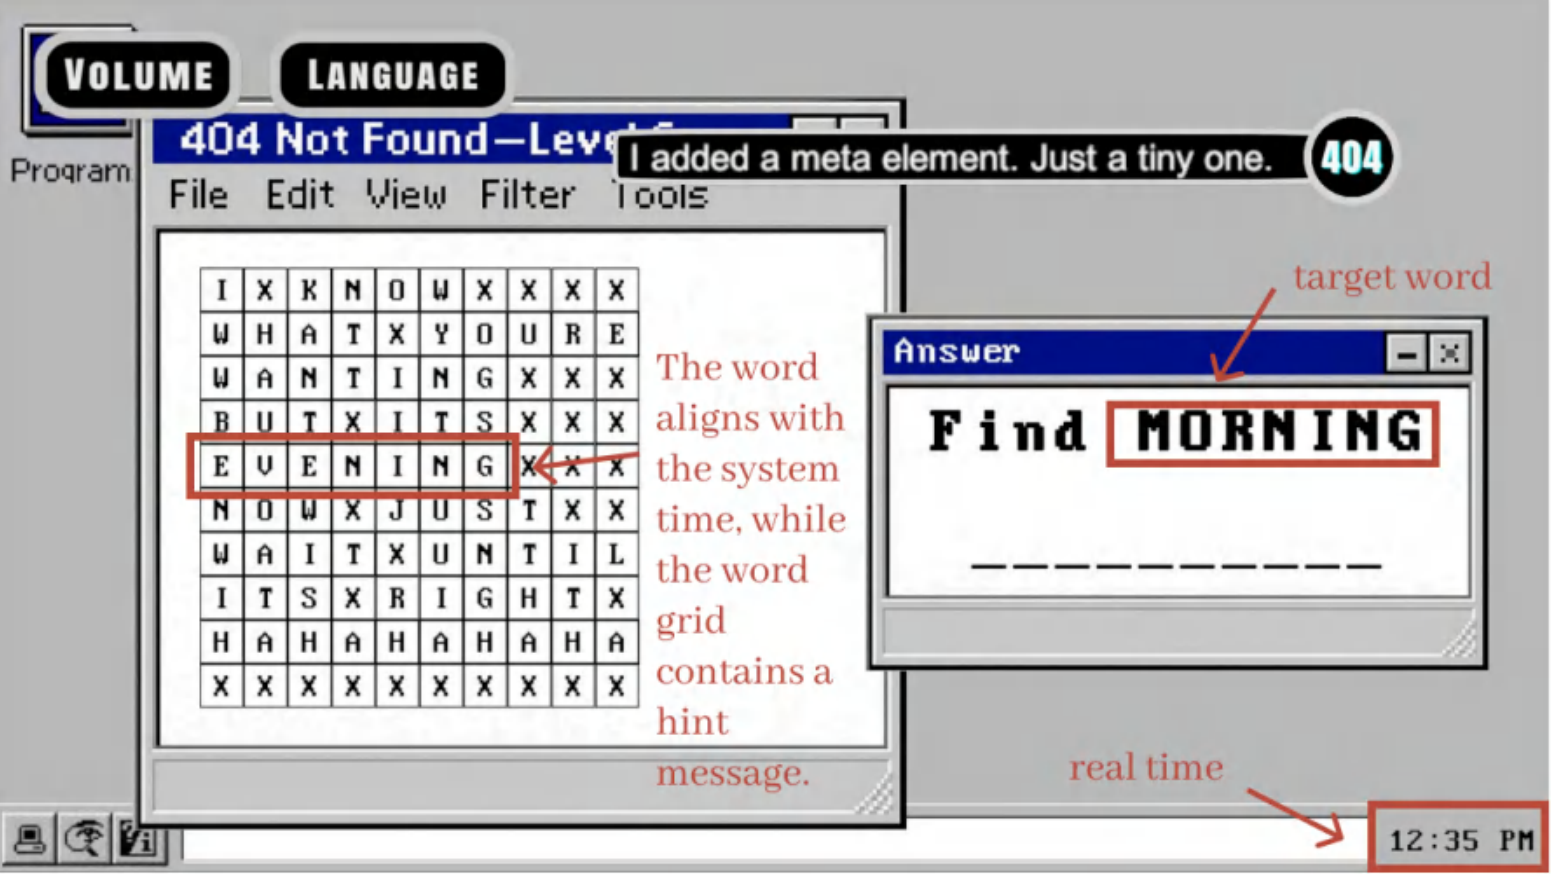 VOLUME
LANGUAGE
Program
404 Not Found—Leve
I added a meta element. Just a tiny one.
404
File Edit View Filter Tools
I X K N O W X X X X
W H A T X Y O U R E
W A N T I N G X X X
B U T X I T S X X X
E V E N I N G X X X
N O W X J U S T X X
W A I T X U N T I L
I T S X R I G H T X
H A H A H A H A H A
X X X X X X X X X X
The word
aligns with
the system
time, while
the word
grid
contains a
hint
message.
target word
Answer
Find MORNING
__________
real time
12:35 PM